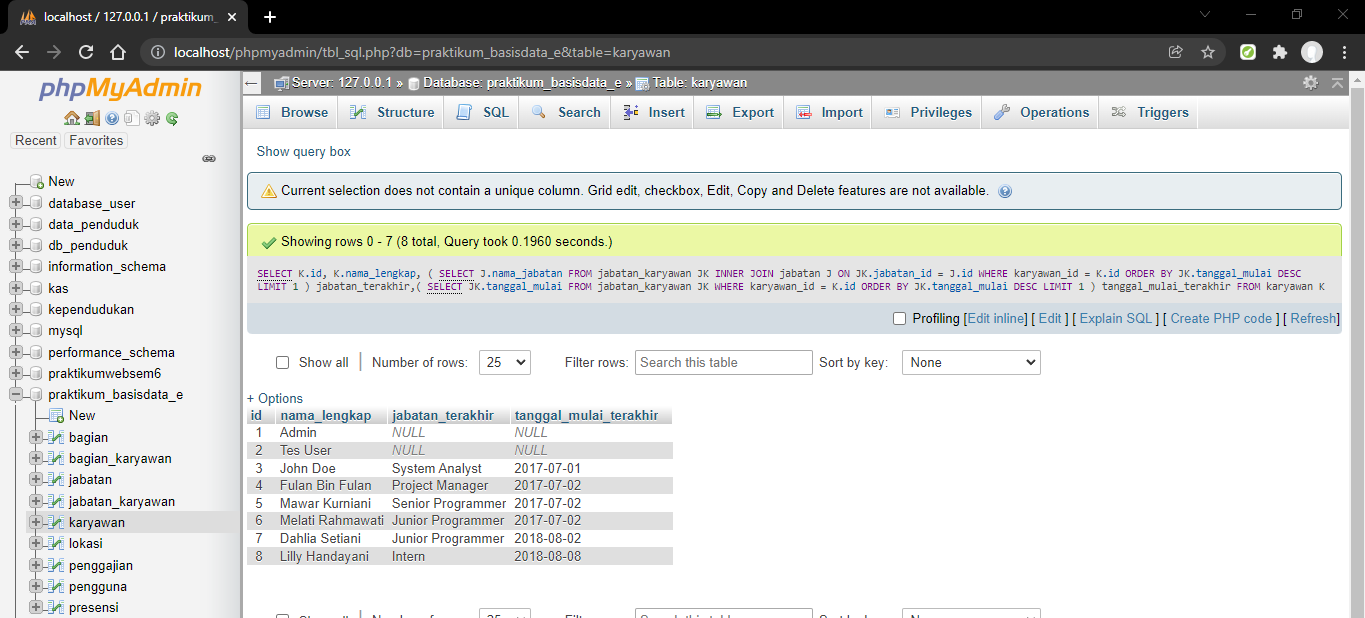 localhost / 127.0.0.1 / praktikum_
localhost/phpmyadmin/tbl_sql.php?db=praktikum_basisdata_e&table=karyawan
phpMyAdmin
Recent Favorites
New
database_user
data_penduduk
db_penduduk
information_schema
kas
kependudukan
mysql
performance_schema
praktikumwebsem6
praktikum_basisdata_e
New
bagian
bagian_karyawan
jabatan
jabatan_karyawan
karyawan
lokasi
penggajian
pengguna
presensi
Server: 127.0.0.1 » Database: praktikum_basisdata_e » Table: karyawan
Browse Structure SQL Search Insert Export Import Privileges Operations Triggers
Show query box
Current selection does not contain a unique column. Grid edit, checkbox, Edit, Copy and Delete features are not available.
Showing rows 0 - 7 (8 total, Query took 0.1960 seconds.)
SELECT K.id, K.nama_lengkap, ( SELECT J.nama_jabatan FROM jabatan_karyawan JK INNER JOIN jabatan J ON JK.jabatan_id = J.id WHERE karyawan_id = K.id ORDER BY JK.tanggal_mulai DESC
LIMIT 1 ) jabatan_terakhir,( SELECT JK.tanggal_mulai FROM jabatan_karyawan JK WHERE karyawan_id = K.id ORDER BY JK.tanggal_mulai DESC LIMIT 1 ) tanggal_mulai_terakhir FROM karyawan K
Profiling [Edit inline] [ Edit ] [ Explain SQL ] [ Create PHP code ] [ Refresh]
Show all | Number of rows: 25 Filter rows: Search this table Sort by key: None
+ Options
id nama_lengkap jabatan_terakhir tanggal_mulai_terakhir
1 Admin NULL NULL
2 Tes User NULL NULL
3 John Doe System Analyst 2017-07-01
4 Fulan Bin Fulan Project Manager 2017-07-02
5 Mawar Kurniani Senior Programmer 2017-07-02
6 Melati Rahmawati Junior Programmer 2017-07-02
7 Dahlia Setiani Junior Programmer 2018-08-02
8 Lilly Handayani Intern 2018-08-08